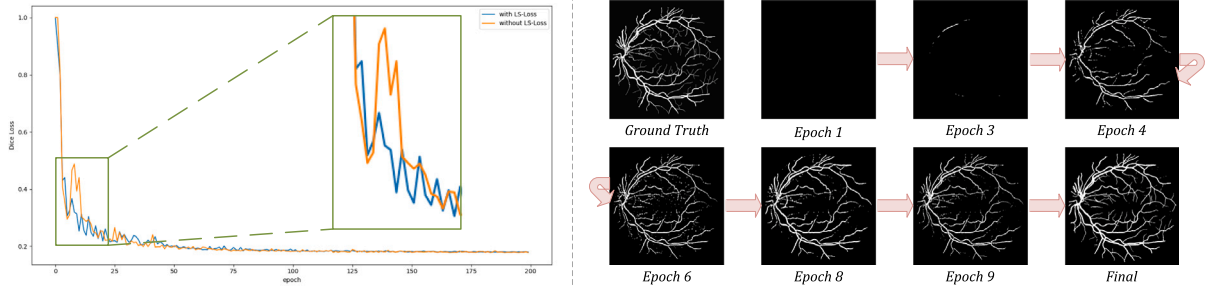 1.0
with LS-Loss
without LS-Loss
0.8
Dice Loss
0.6
0.4
0.2
0 25 50 75 100 125 150 175 200
epoch
Ground Truth Epoch 1 Epoch 3 Epoch 4
Epoch 6 Epoch 8 Epoch 9 Final